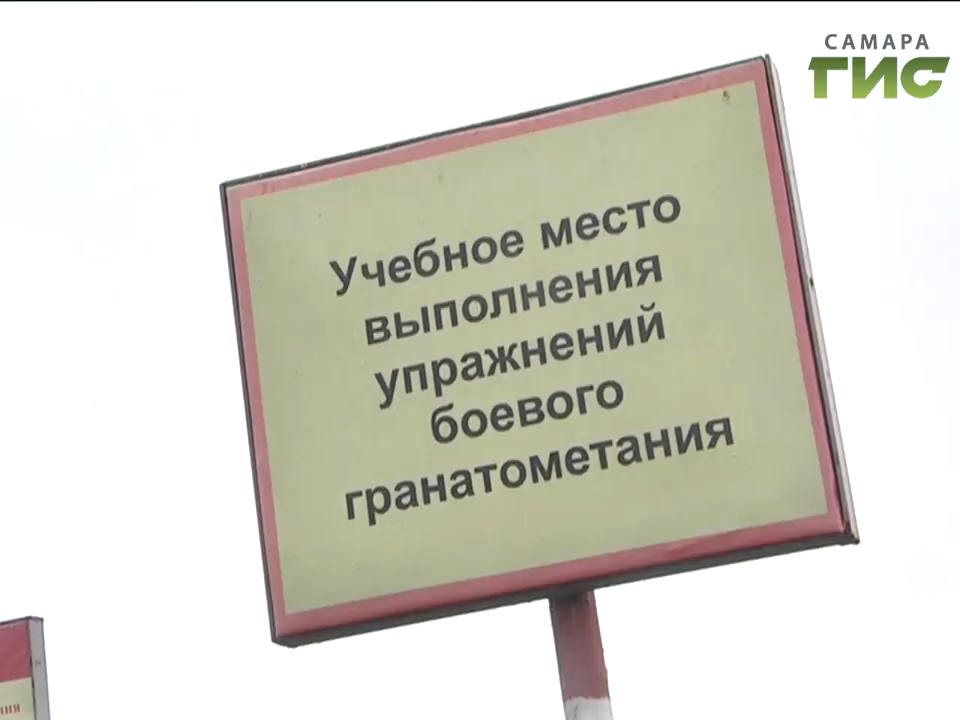 САМАРА
ГИС
Учебное место
выполнения
упражнений
боевого
гранатометания